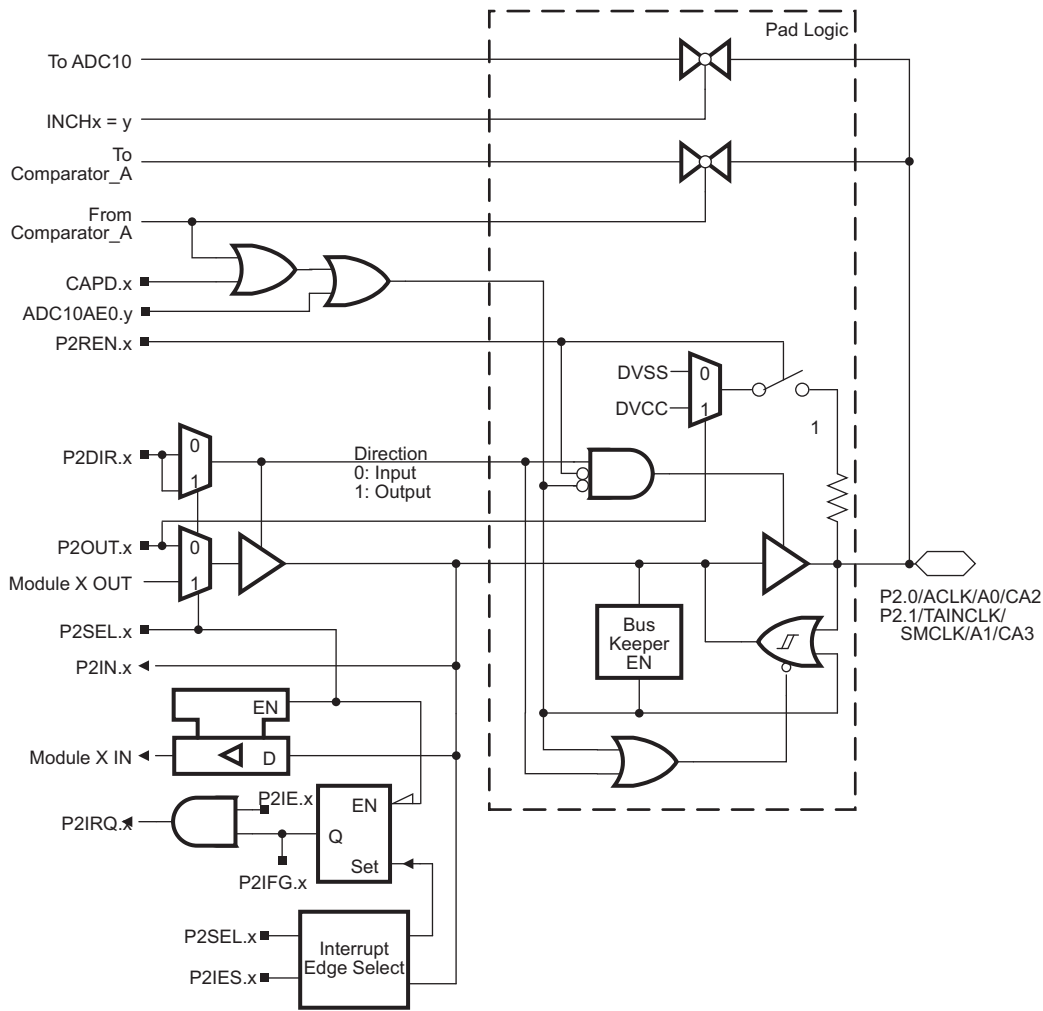 Pad Logic
To ADC10
INCHx = y
To
Comparator_A
From
Comparator_A
CAPD.x
ADC10AE0.y
P2REN.x
DVSS
0
DVCC
1
1
P2DIR.x
0
1
Direction
0: Input
1: Output
P2OUT.x
0
Module X OUT
1
P2SEL.x
P2IN.x
Bus
Keeper
EN
P2.0/ACLK/A0/CA2
P2.1/TAINCLK/
SMCLK/A1/CA3
EN
Module X IN
D
P2IE.x
EN
P2IRQ.x
Q
Set
P2IFG.x
P2SEL.x
P2IES.x
Interrupt
Edge Select